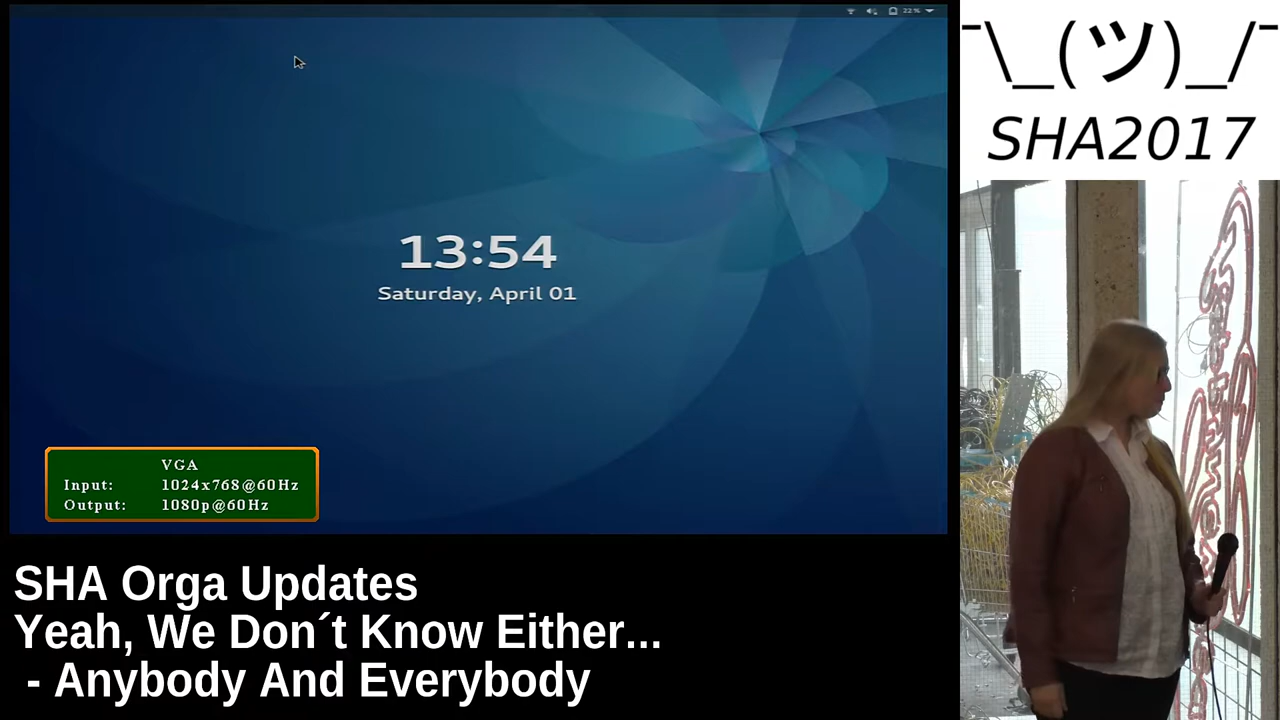 22 %
13:54
Saturday, April 01
VGA
Input: 1024x768@60Hz
Output: 1080p@60Hz
SHA Orga Updates
Yeah, We Don´t Know Either...
- Anybody And Everybody
¯\_(ツ)_/¯
SHA2017